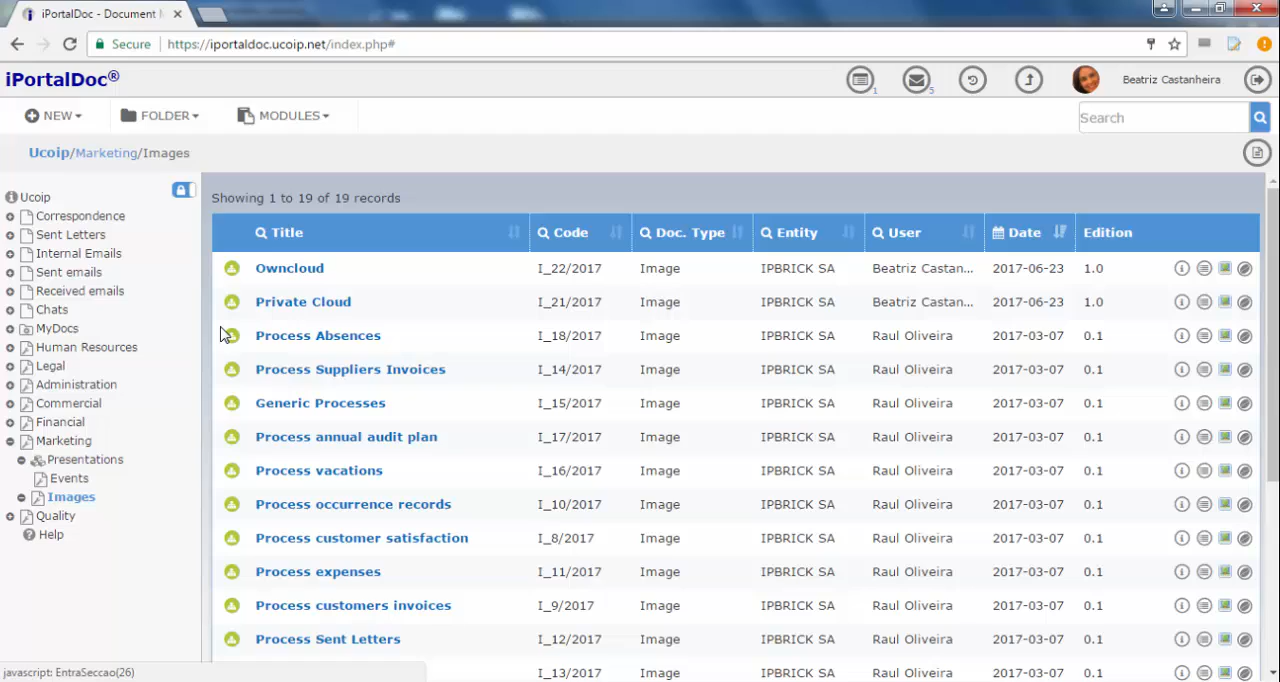 iPortalDoc - Document M
Secure https://iportaldoc.ucoip.net/index.php#
iPortalDoc®
1 5 Beatriz Castanheira
NEW FOLDER MODULES Search
Ucoip/Marketing/Images
Ucoip
Correspondence
Sent Letters
Internal Emails
Sent emails
Received emails
Chats
MyDocs
Human Resources
Legal
Administration
Commercial
Financial
Marketing
Presentations
Events
Images
Quality
Help
Showing 1 to 19 of 19 records
Title Code Doc. Type Entity User Date Edition
Owncloud I_22/2017 Image IPBRICK SA Beatriz Castan... 2017-06-23 1.0
Private Cloud I_21/2017 Image IPBRICK SA Beatriz Castan... 2017-06-23 1.0
Process Absences I_18/2017 Image IPBRICK SA Raul Oliveira 2017-03-07 0.1
Process Suppliers Invoices I_14/2017 Image IPBRICK SA Raul Oliveira 2017-03-07 0.1
Generic Processes I_15/2017 Image IPBRICK SA Raul Oliveira 2017-03-07 0.1
Process annual audit plan I_17/2017 Image IPBRICK SA Raul Oliveira 2017-03-07 0.1
Process vacations I_16/2017 Image IPBRICK SA Raul Oliveira 2017-03-07 0.1
Process occurrence records I_10/2017 Image IPBRICK SA Raul Oliveira 2017-03-07 0.1
Process customer satisfaction I_8/2017 Image IPBRICK SA Raul Oliveira 2017-03-07 0.1
Process expenses I_11/2017 Image IPBRICK SA Raul Oliveira 2017-03-07 0.1
Process customers invoices I_9/2017 Image IPBRICK SA Raul Oliveira 2017-03-07 0.1
Process Sent Letters I_12/2017 Image IPBRICK SA Raul Oliveira 2017-03-07 0.1
I_13/2017 Image IPBRICK SA Raul Oliveira 2017-03-07 0.1
javascript: EntraSeccao(26)